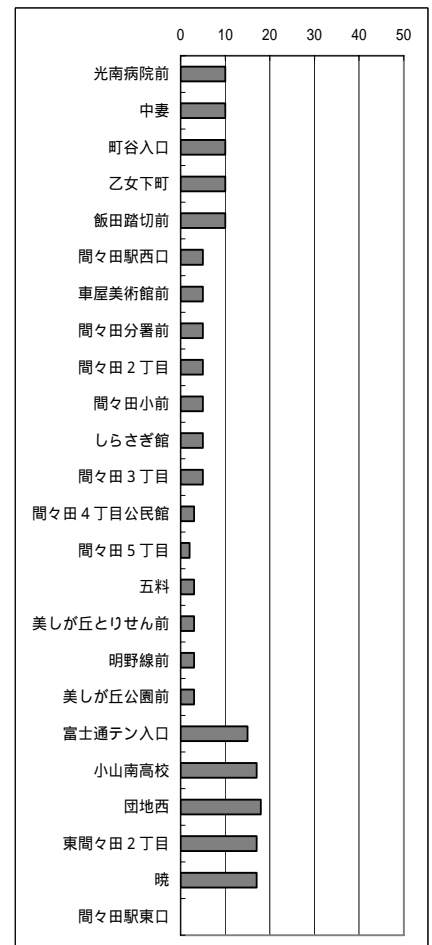 0 10 20 30 40 50
光南病院前
中妻
町谷入口
乙女下町
飯田踏切前
間々田駅西口
車屋美術館前
間々田分署前
間々田２丁目
間々田小前
しらさぎ館
間々田３丁目
間々田４丁目公民館
間々田５丁目
五料
美しが丘とりせん前
明野線前
美しが丘公園前
富士通テン入口
小山南高校
団地西
東間々田２丁目
暁
間々田駅東口